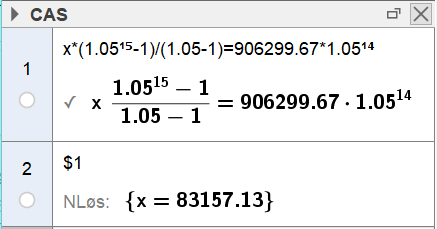 CAS
1
x*(1.05¹⁵-1)/(1.05-1)=906299.67*1.05¹⁴
✓ x (1.05¹⁵ − 1)/(1.05 − 1) = 906299.67 · 1.05¹⁴
2
$1
NLøs: {x = 83157.13}